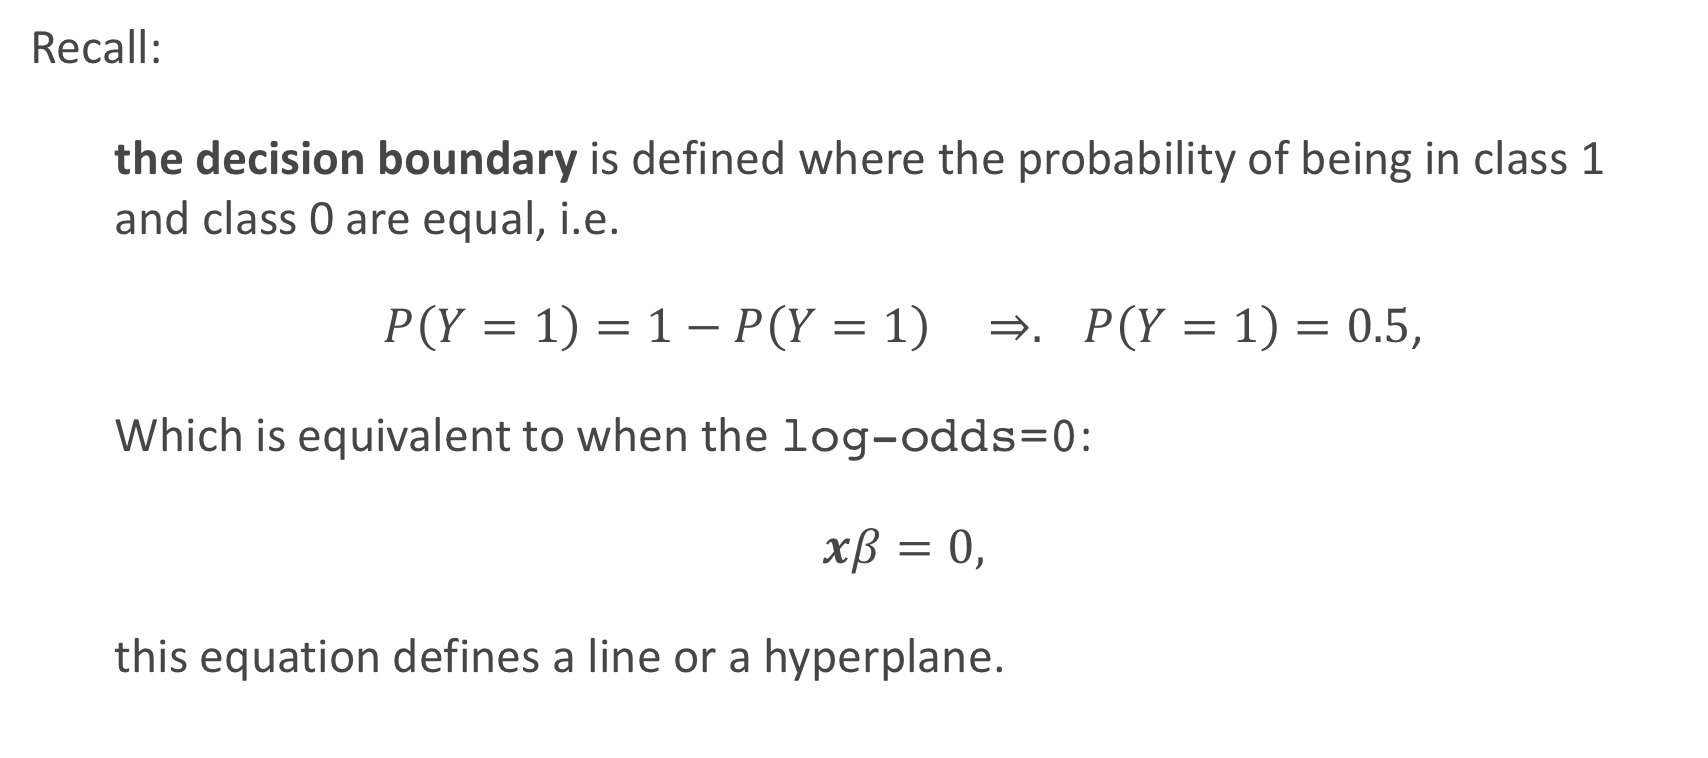 Recall:
the decision boundary is defined where the probability of being in class 1
and class 0 are equal, i.e.
𝑃(𝑌 = 1) = 1 − 𝑃(𝑌 = 1) ⇒. 𝑃(𝑌 = 1) = 0.5,
Which is equivalent to when the log-odds=0:
𝒙𝛽 = 0,
this equation defines a line or a hyperplane.